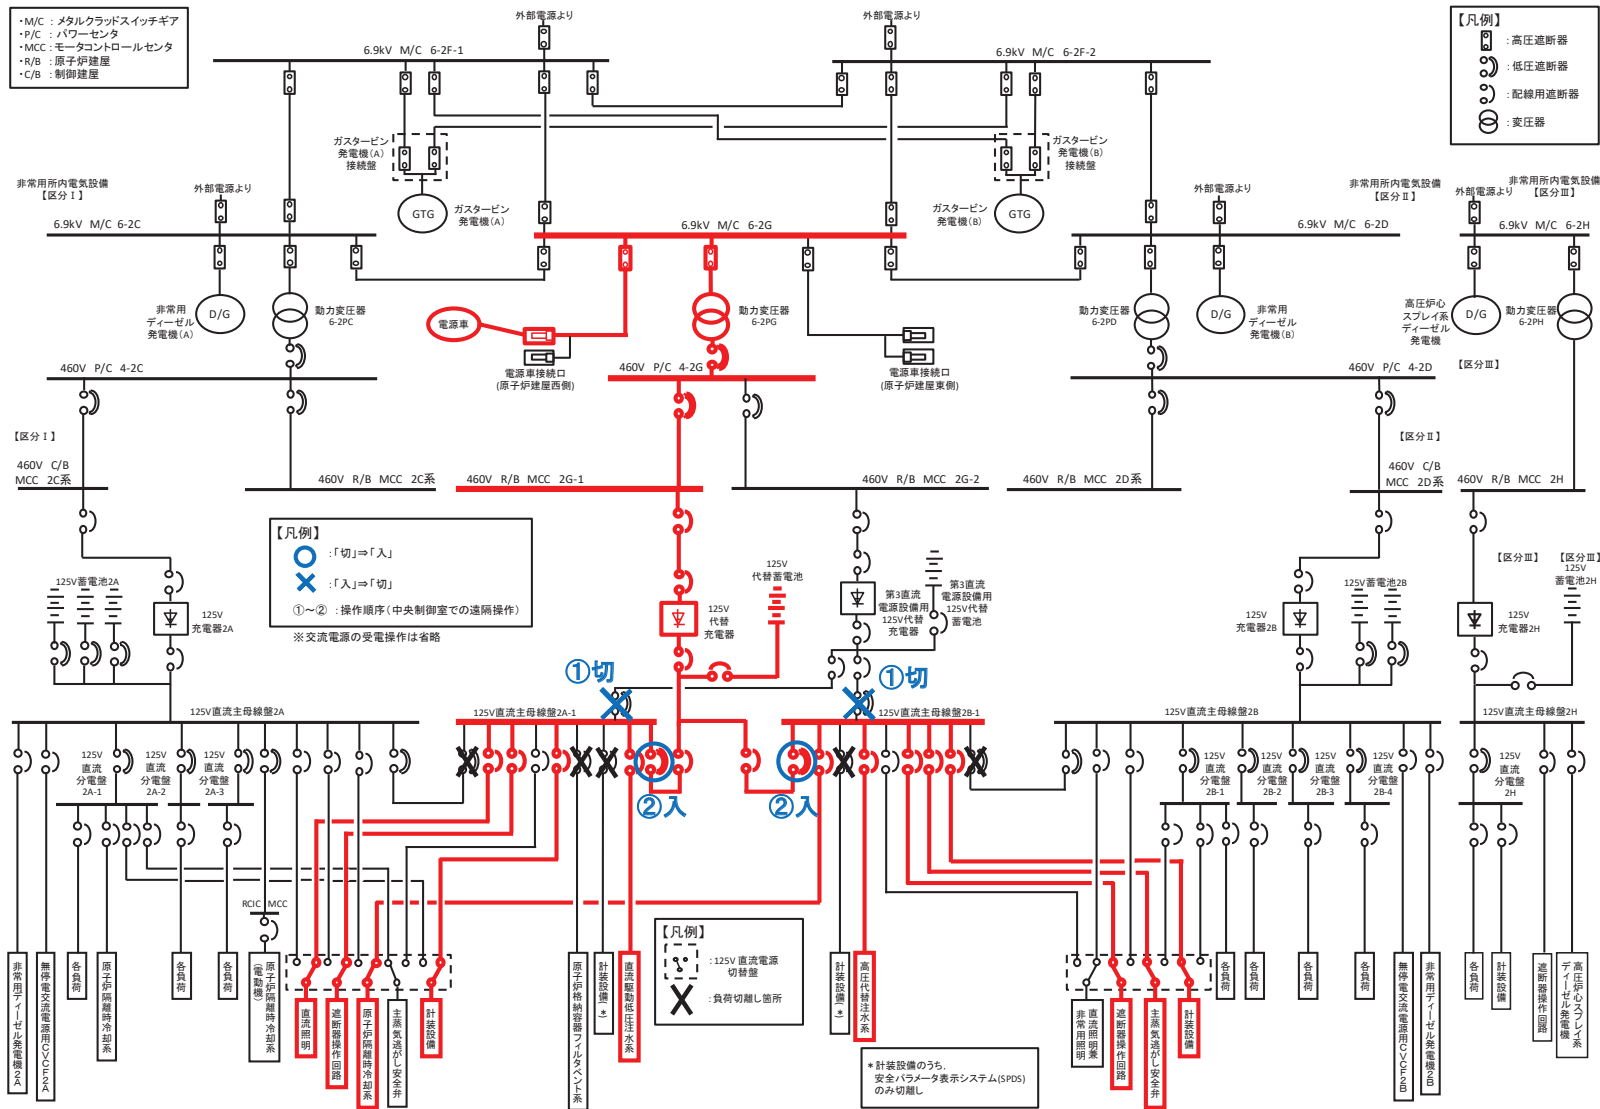 ・M/C : メタルクラッドスイッチギア
・P/C : パワーセンタ
・MCC : モータコントロールセンタ
・R/B : 原子炉建屋
・C/B : 制御建屋
外部電源より
外部電源より
【凡例】
: 高圧遮断器
: 低圧遮断器
: 配線用遮断器
: 変圧器
6.9kV M/C 6-2F-1
6.9kV M/C 6-2F-2
ガスタービン
発電機(A)
接続盤
ガスタービン
発電機(B)
接続盤
非常用所内電気設備
【区分Ⅰ】
外部電源より
GTG
ガスタービン
発電機(A)
ガスタービン
発電機(B)
GTG
外部電源より
非常用所内電気設備
【区分Ⅱ】
非常用所内電気設備
【区分Ⅲ】
外部電源より
6.9kV M/C 6-2C
6.9kV M/C 6-2G
6.9kV M/C 6-2D
6.9kV M/C 6-2H
非常用
ディーゼル
発電機(A)
D/G
動力変圧器
6-2PC
電源車
動力変圧器
6-2PG
動力変圧器
6-2PD
D/G
非常用
ディーゼル
発電機(B)
高圧炉心
スプレイ系
ディーゼル
発電機
D/G
動力変圧器
6-2PH
460V P/C 4-2C
電源車接続口
(原子炉建屋西側)
460V P/C 4-2G
電源車接続口
(原子炉建屋東側)
460V P/C 4-2D
【区分Ⅲ】
【区分Ⅰ】
【区分Ⅱ】
460V C/B
MCC 2C系
460V R/B MCC 2C系
460V R/B MCC 2G-1
460V R/B MCC 2G-2
460V R/B MCC 2D系
460V C/B
MCC 2D系
460V R/B MCC 2H
【凡例】
:「切」⇒「入」
:「入」⇒「切」
①~② : 操作順序(中央制御室での遠隔操作)
※交流電源の受電操作は省略
125V蓄電池2A
125V
充電器2A
125V
代替蓄電池
125V
代替
充電器
第3直流
電源設備用
125V代替
充電器
第3直流
電源設備用
125V代替
蓄電池
125V
充電器2B
125V蓄電池2B
【区分Ⅲ】
125V
充電器2H
【区分Ⅲ】
125V
蓄電池2H
①切
①切
125V直流主母線盤2A
125V直流主母線盤2A-1
125V直流主母線盤2B-1
125V直流主母線盤2B
125V直流主母線盤2H
125V
直流
分電盤
2A-1
125V
直流
分電盤
2A-2
125V
直流
分電盤
2A-3
②入
②入
125V
直流
分電盤
2B-1
125V
直流
分電盤
2B-2
125V
直流
分電盤
2B-3
125V
直流
分電盤
2B-4
125V
直流
分電盤
2H
RCIC MCC
【凡例】
: 125V 直流電源
切替盤
: 負荷切離し箇所
非常用ディーゼル発電機2A
無停電交流電源用CVCF2A
各負荷
原子炉隔離時冷却系
各負荷
各負荷
原子炉隔離時冷却系
(電動機)
直流照明
遮断器操作回路
原子炉隔離時冷却系
主蒸気逃がし安全弁
計装設備
原子炉格納容器フィルタベント系
計装設備(*)
直流駆動低圧注水系
計装設備(*)
高圧代替注水系
直流照明兼
非常用照明
遮断器操作回路
主蒸気逃がし安全弁
計装設備
各負荷
各負荷
各負荷
各負荷
無停電交流電源用CVCF2B
非常用ディーゼル発電機2B
各負荷
計装設備
遮断器操作回路
高圧炉心スプレイ系
ディーゼル発電機
*計装設備のうち,
安全パラメータ表示システム(SPDS)
のみ切離し